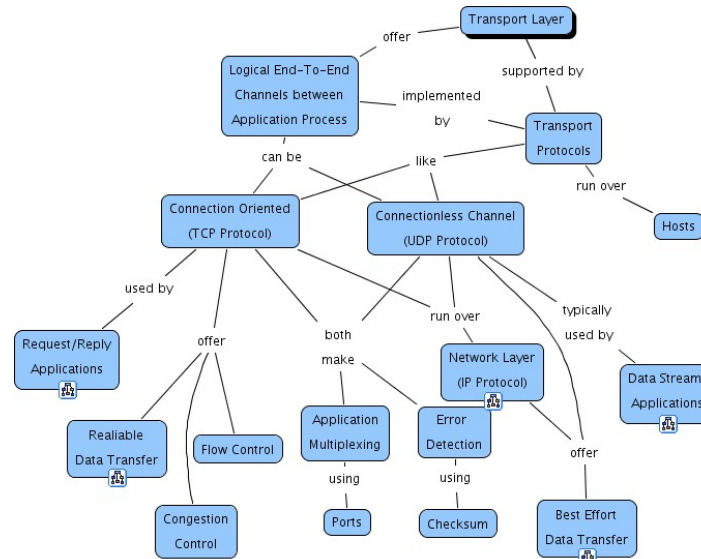 Transport Layer
offer
Logical End-To-End
Channels between
Application Process
supported by
implemented
by
Transport
Protocols
can be
like
run over
Connection Oriented
(TCP Protocol)
Connectionless Channel
(UDP Protocol)
Hosts
used by
offer
both
make
run over
typically
used by
Request/Reply
Applications
Network Layer
(IP Protocol)
Data Stream
Applications
Realiable
Data Transfer
Flow Control
Application
Multiplexing
Error
Detection
offer
using
using
Congestion
Control
Ports
Checksum
Best Effort
Data Transfer